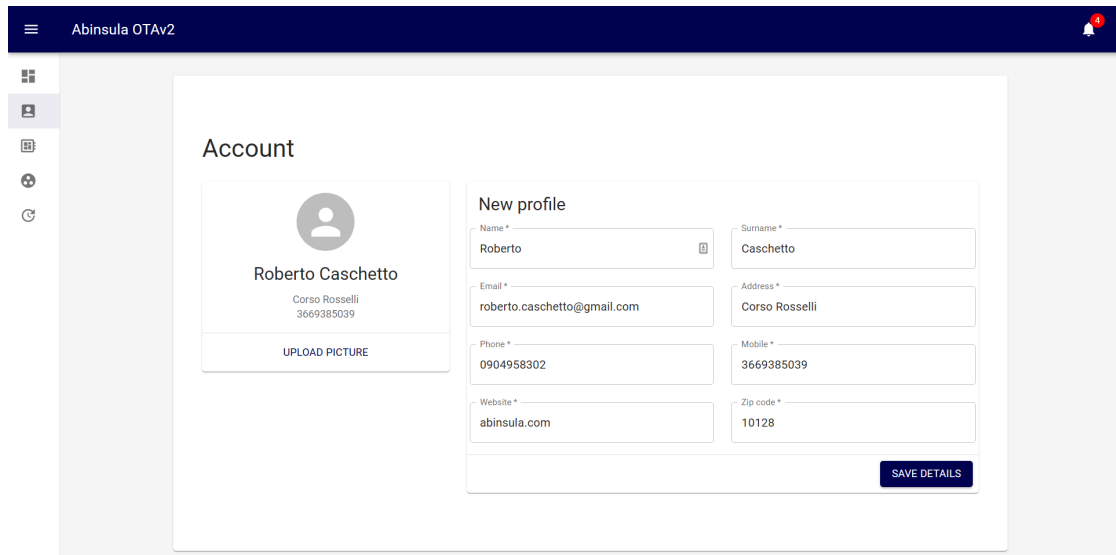 Abinsula OTAv2
4
Account
Roberto Caschetto
Corso Rosselli
3669385039
UPLOAD PICTURE
New profile
Name *
Roberto
Surname *
Caschetto
Email *
roberto.caschetto@gmail.com
Address *
Corso Rosselli
Phone *
0904958302
Mobile *
3669385039
Website *
abinsula.com
Zip code *
10128
SAVE DETAILS